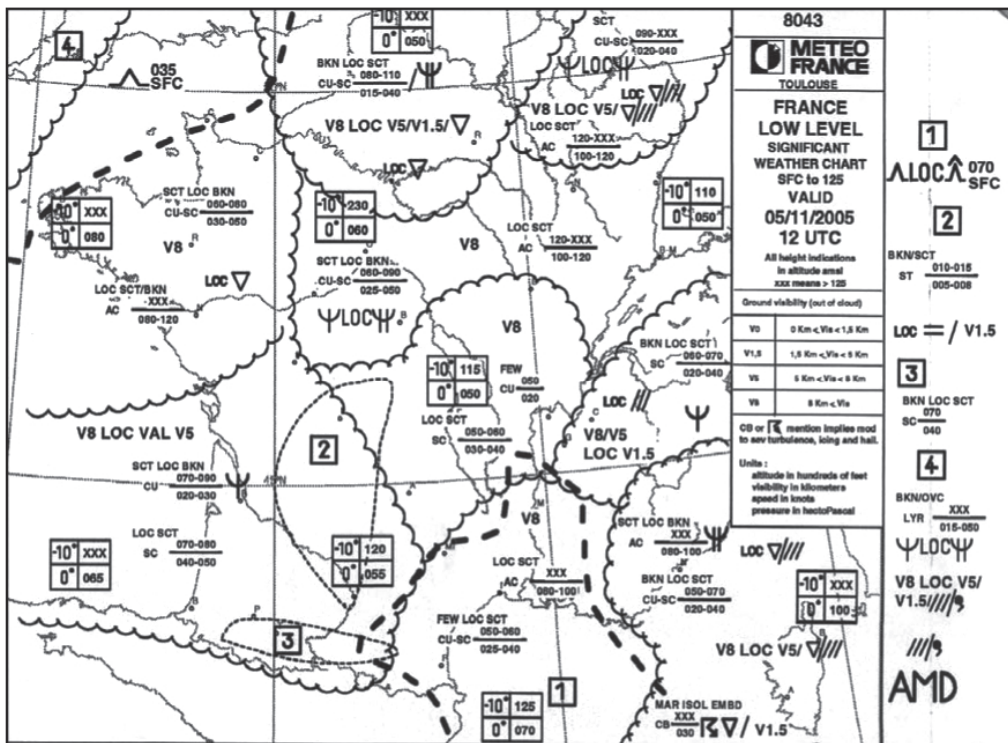 4
035
SFC
-10° XXX
0° 050
BKN LOC SCT
CU-SC 080-110
015-040
V8 LOC V5/V1.5/
LOC
SCT
CU-SC 090-XXX
020-040
LOC
LOC
V8 LOC V5/
LOC SCT
AC 120-XXX
100-120
-10° XXX
0° 080
SCT LOC BKN
CU-SC 060-080
030-050
V8
LOC
LOC SCT/BKN
AC XXX
080-120
-10° 230
0° 060
SCT LOC BKN
CU-SC 060-090
025-050
LOC
V8
LOC SCT
AC 120-XXX
100-120
-10° 110
0° 050
V8
-10° 115
0° 050
FEW
CU 050
020
LOC SCT
SC 050-060
030-040
BKN LOC SCT
SC 060-070
020-040
LOC
V8/V5
LOC V1.5
V8 LOC VAL V5
2
45°N
SCT LOC BKN
CU 070-090
020-030
LOC SCT
SC 070-080
040-050
-10° XXX
0° 065
-10° 120
0° 055
3
V8
LOC SCT
AC XXX
080-100
FEW LOC SCT
CU-SC 050-060
025-040
-10° 125
0° 070
1
SCT LOC BKN
AC XXX
080-100
LOC
BKN LOC SCT
CU-SC 050-070
020-040
-10° XXX
0° 100
V8 LOC V5/
MAR ISOL EMBD
CB XXX
030
/ V1.5
8043
METEO
FRANCE
TOULOUSE
FRANCE
LOW LEVEL
SIGNIFICANT
WEATHER CHART
SFC to 125
VALID
05/11/2005
12 UTC
All height indications
in altitude amsl
xxx means > 125
Ground visibility (out of cloud)
V0 0 Km < Vis < 1,5 Km
V1,5 1,5 Km < Vis < 5 Km
V5 5 Km < Vis < 8 Km
V8 8 Km < Vis
CB or mention implies mod
to sev turbulence, icing and hail.
Units :
altitude in hundreds of feet
visibility in kilometers
speed in knots
pressure in hectoPascal
1
LOC 070
SFC
2
BKN/SCT
ST 010-015
005-008
LOC / V1.5
3
BKN LOC SCT
SC 070
040
4
BKN/OVC
LYR XXX
015-050
LOC
V8 LOC V5/
V1.5/
AMD